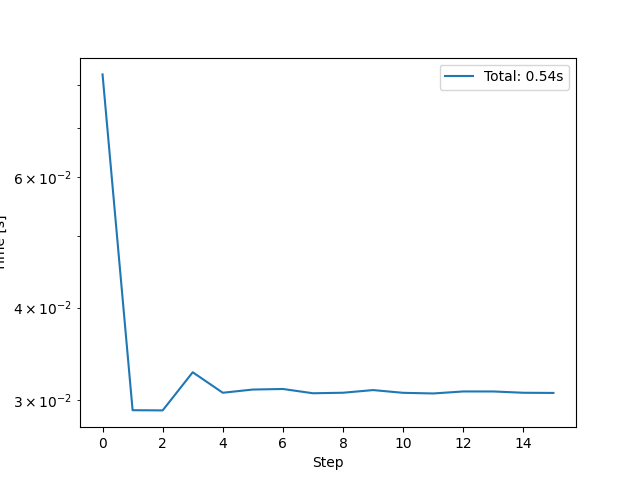 Total: 0.54s
6 × 10⁻²
4 × 10⁻²
3 × 10⁻²
0 2 4 6 8 10 12 14
Step
Time [s]